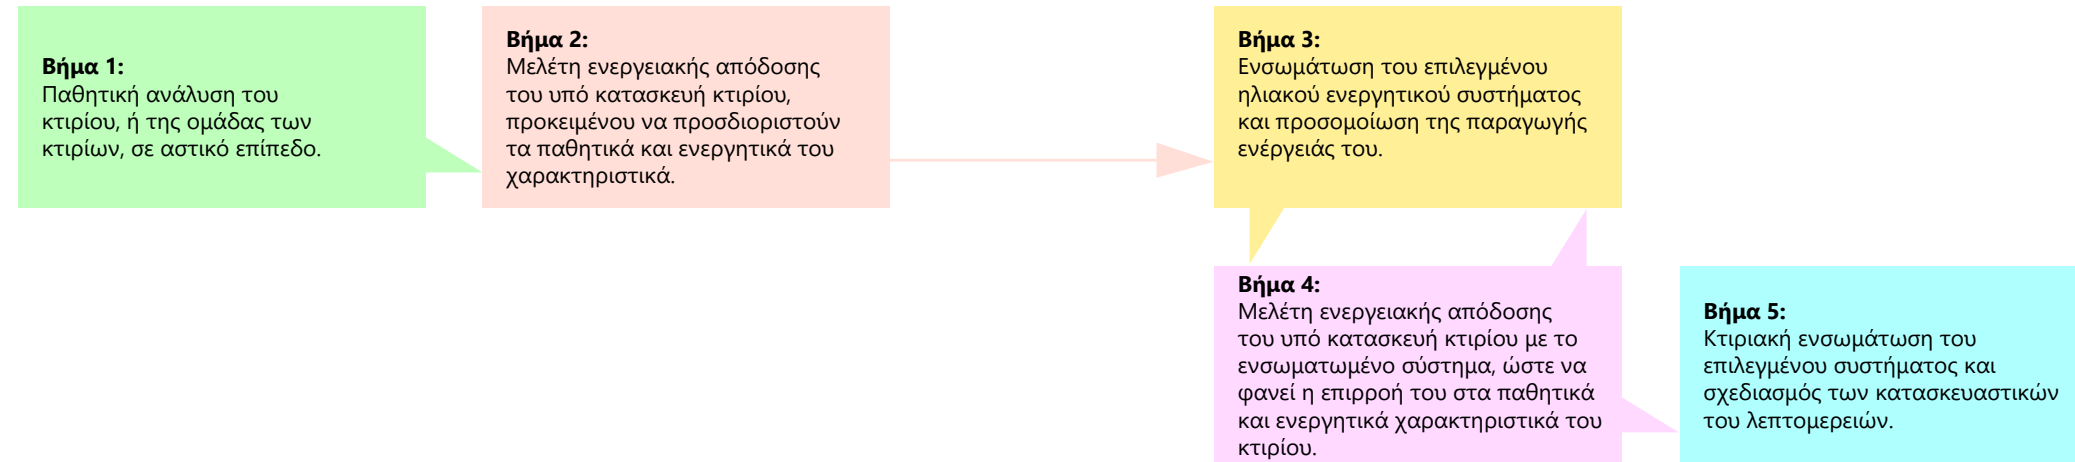 Βήμα 1:
Παθητική ανάλυση του
κτιρίου, ή της ομάδας των
κτιρίων, σε αστικό επίπεδο.
Βήμα 2:
Μελέτη ενεργειακής απόδοσης
του υπό κατασκευή κτιρίου,
προκειμένου να προσδιοριστούν
τα παθητικά και ενεργητικά του
χαρακτηριστικά.
Βήμα 3:
Ενσωμάτωση του επιλεγμένου
ηλιακού ενεργητικού συστήματος
και προσομοίωση της παραγωγής
ενέργειάς του.
Βήμα 4:
Μελέτη ενεργειακής απόδοσης
του υπό κατασκευή κτιρίου με το
ενσωματωμένο σύστημα, ώστε να
φανεί η επιρροή του στα παθητικά
και ενεργητικά χαρακτηριστικά του
κτιρίου.
Βήμα 5:
Κτιριακή ενσωμάτωση του
επιλεγμένου συστήματος και
σχεδιασμός των κατασκευαστικών
του λεπτομερειών.